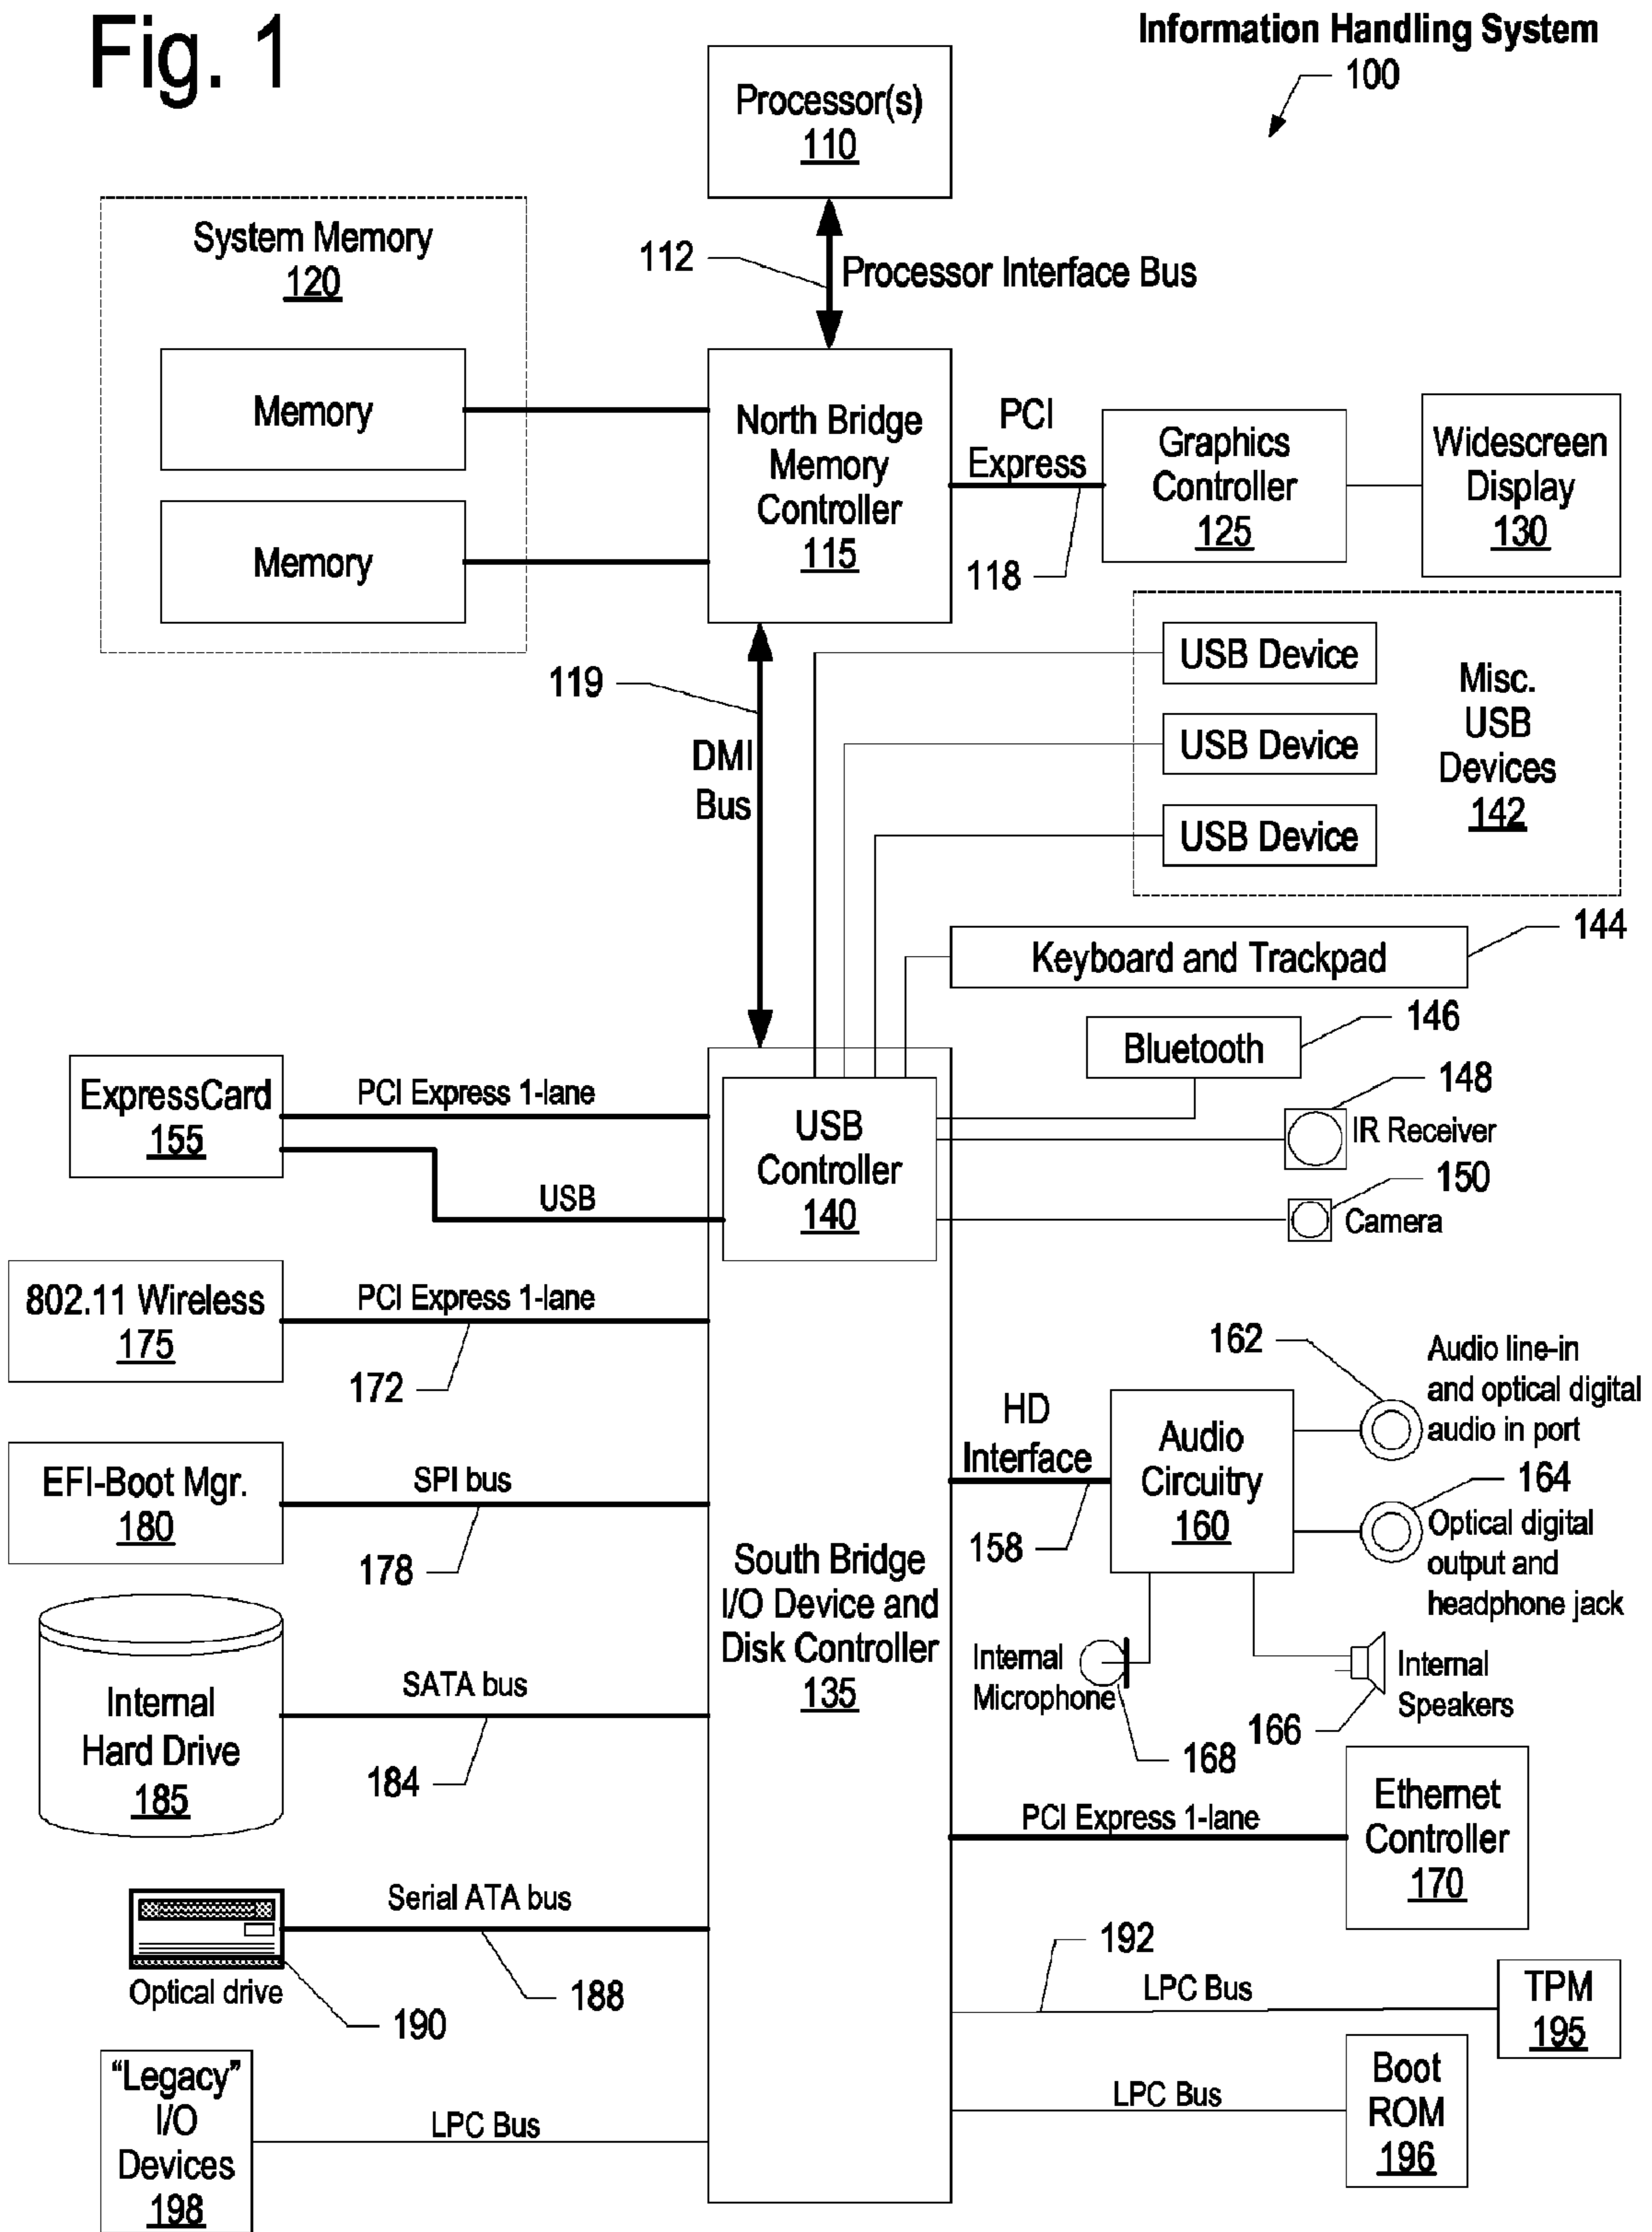 Fig. 1
Information Handling System
100
Processor(s)
110
System Memory
120
112
Processor Interface Bus
Memory
Memory
North Bridge
Memory
Controller
115
PCI
Express
118
Graphics
Controller
125
Widescreen
Display
130
119
DMI
Bus
USB Device
USB Device
USB Device
Misc.
USB
Devices
142
Keyboard and Trackpad
144
Bluetooth
146
148
IR Receiver
150
Camera
ExpressCard
155
PCI Express 1-lane
USB
USB
Controller
140
802.11 Wireless
175
PCI Express 1-lane
172
EFI-Boot Mgr.
180
SPI bus
178
HD
Interface
158
Audio
Circuitry
160
162
Audio line-in
and optical digital
audio in port
164
Optical digital
output and
headphone jack
South Bridge
I/O Device and
Disk Controller
135
Internal
Microphone
168
Internal
Speakers
166
Internal
Hard Drive
185
SATA bus
184
PCI Express 1-lane
Ethernet
Controller
170
Serial ATA bus
188
Optical drive
190
192
LPC Bus
TPM
195
"Legacy"
I/O
Devices
198
LPC Bus
LPC Bus
Boot
ROM
196